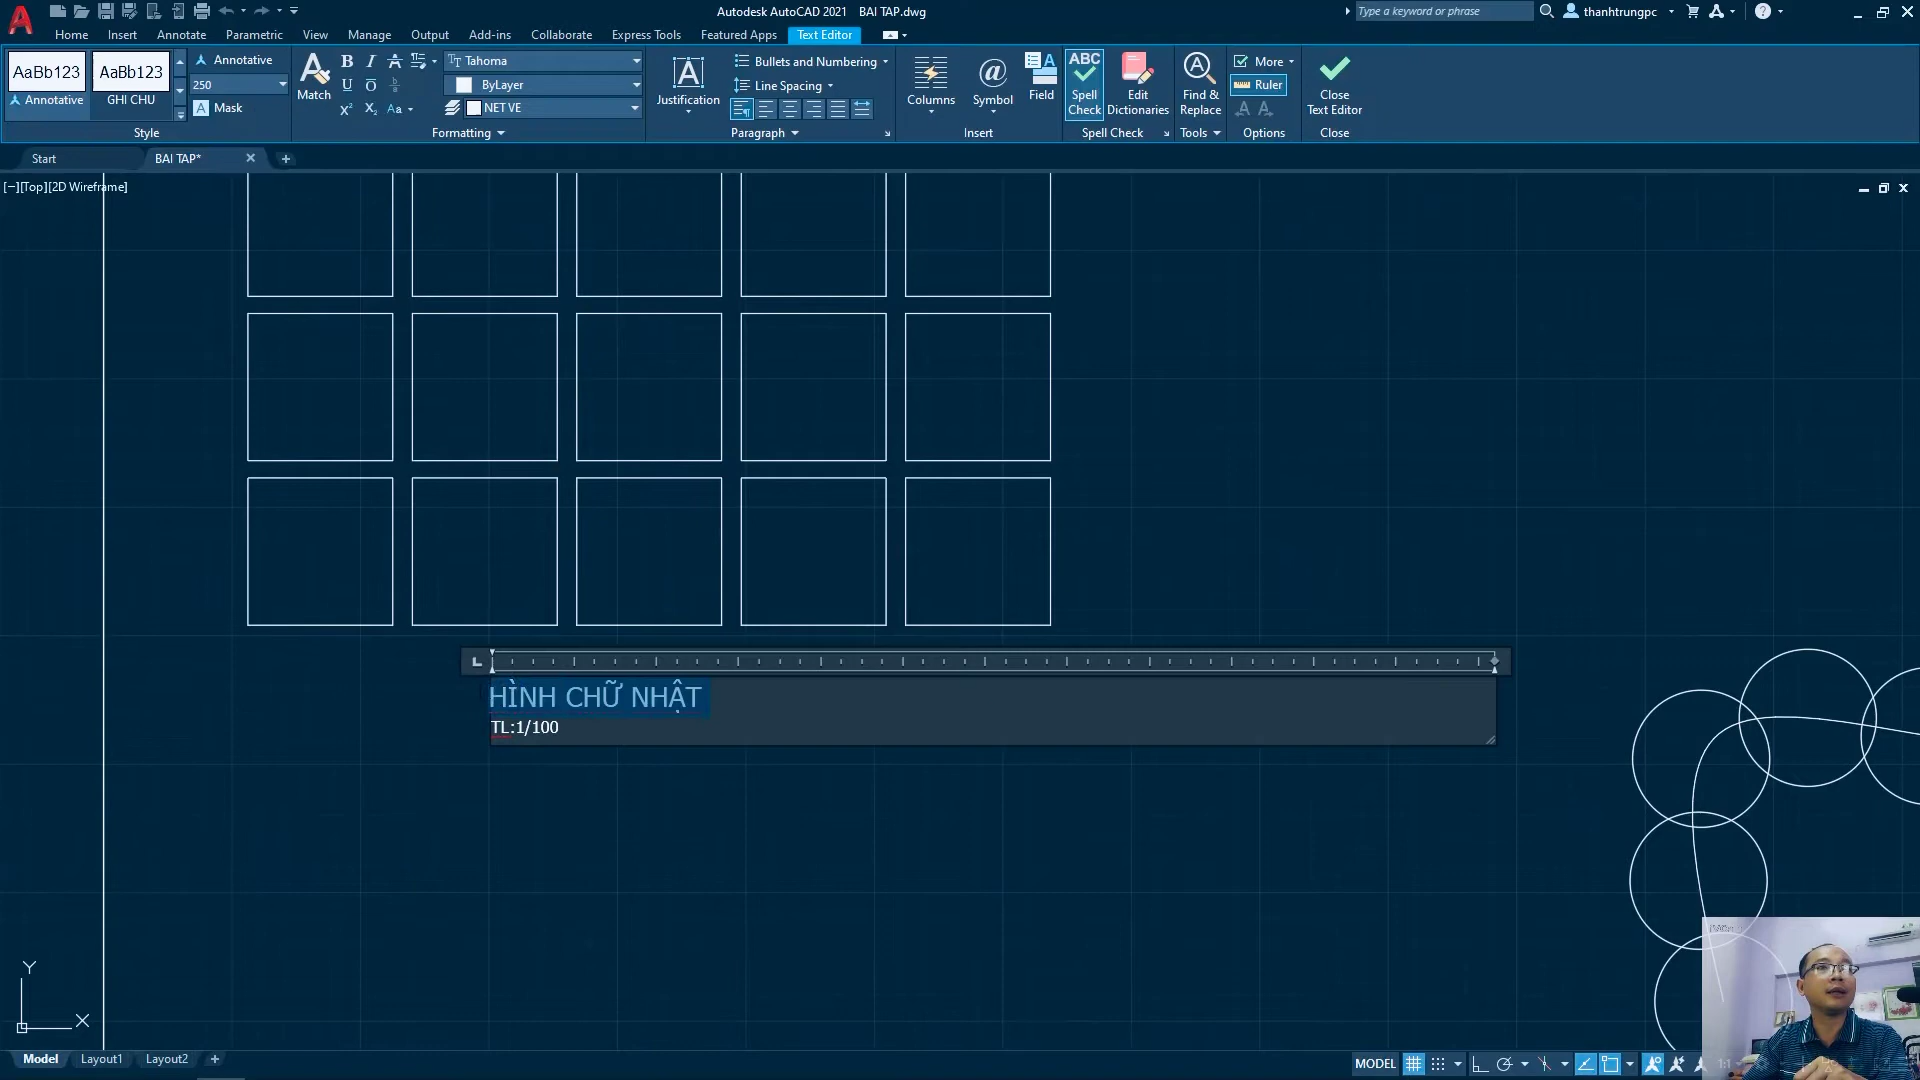 Autodesk AutoCAD 2021 BAI TAP.dwg
Type a keyword or phrase
thanhtrungpc
Home Insert Annotate Parametric View Manage Output Add-ins Collaborate Express Tools Featured Apps Text Editor
AaBb123 AaBb123
Annotative GHI CHU
Annotative
250
Mask
Style
Match
Tahoma
ByLayer
NET VE
Formatting
Justification
Bullets and Numbering
Line Spacing
Paragraph
Columns
Symbol
Field
Insert
ABC
Spell
Check
Edit
Dictionaries
Spell Check
Find &
Replace
Tools
More
Ruler
Options
Close
Text Editor
Close
Start BAI TAP*
[−][Top][2D Wireframe]
HÌNH CHỮ NHẬT
TL:1/100
Y
X
Model Layout1 Layout2
MODEL
1:1